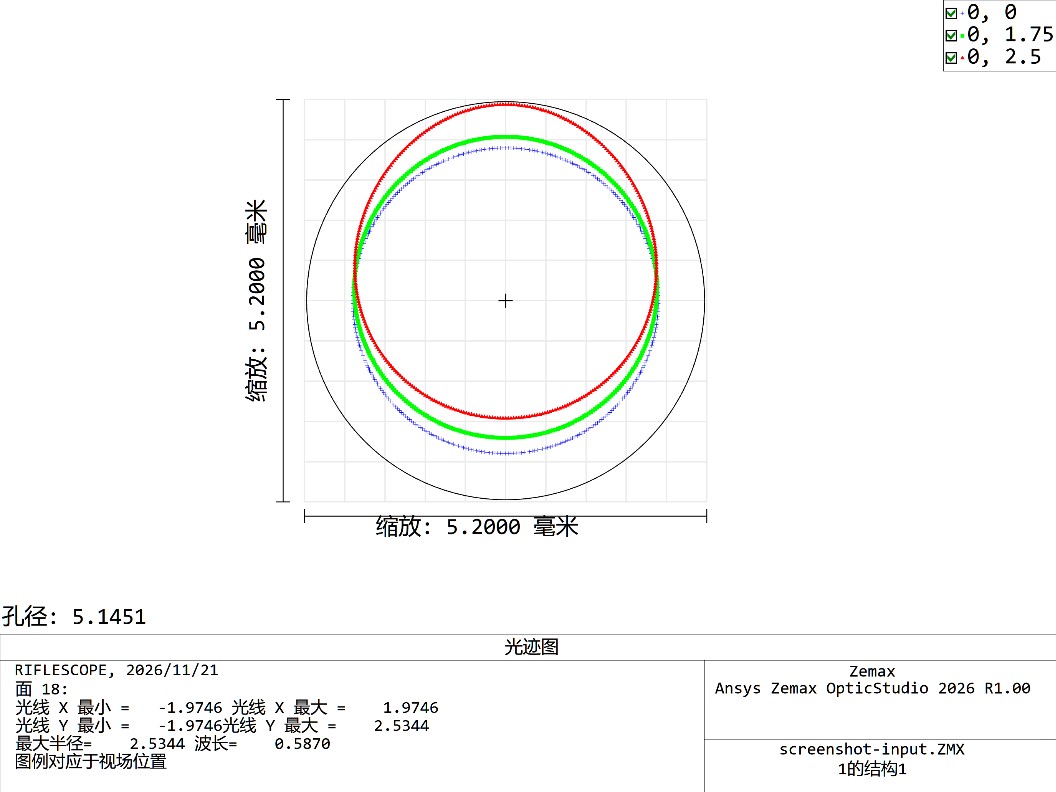 0, 0
0, 1.75
0, 2.5
缩放: 5.2000 毫米
缩放: 5.2000 毫米
孔径: 5.1451
光迹图
RIFLESCOPE, 2026/11/21
面 18:
光线 X 最小 = -1.9746 光线 X 最大 = 1.9746
光线 Y 最小 = -1.9746光线 Y 最大 = 2.5344
最大半径= 2.5344 波长= 0.5870
图例对应于视场位置
Zemax
Ansys Zemax OpticStudio 2026 R1.00
screenshot-input.ZMX
1的结构1